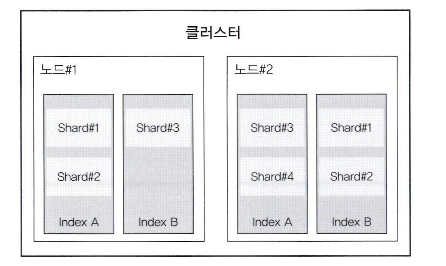 클러스터
노드#1
노드#2
Shard#1
Shard#3
Shard#2
Index A
Index B
Shard#3
Shard#1
Shard#4
Shard#2
Index A
Index B